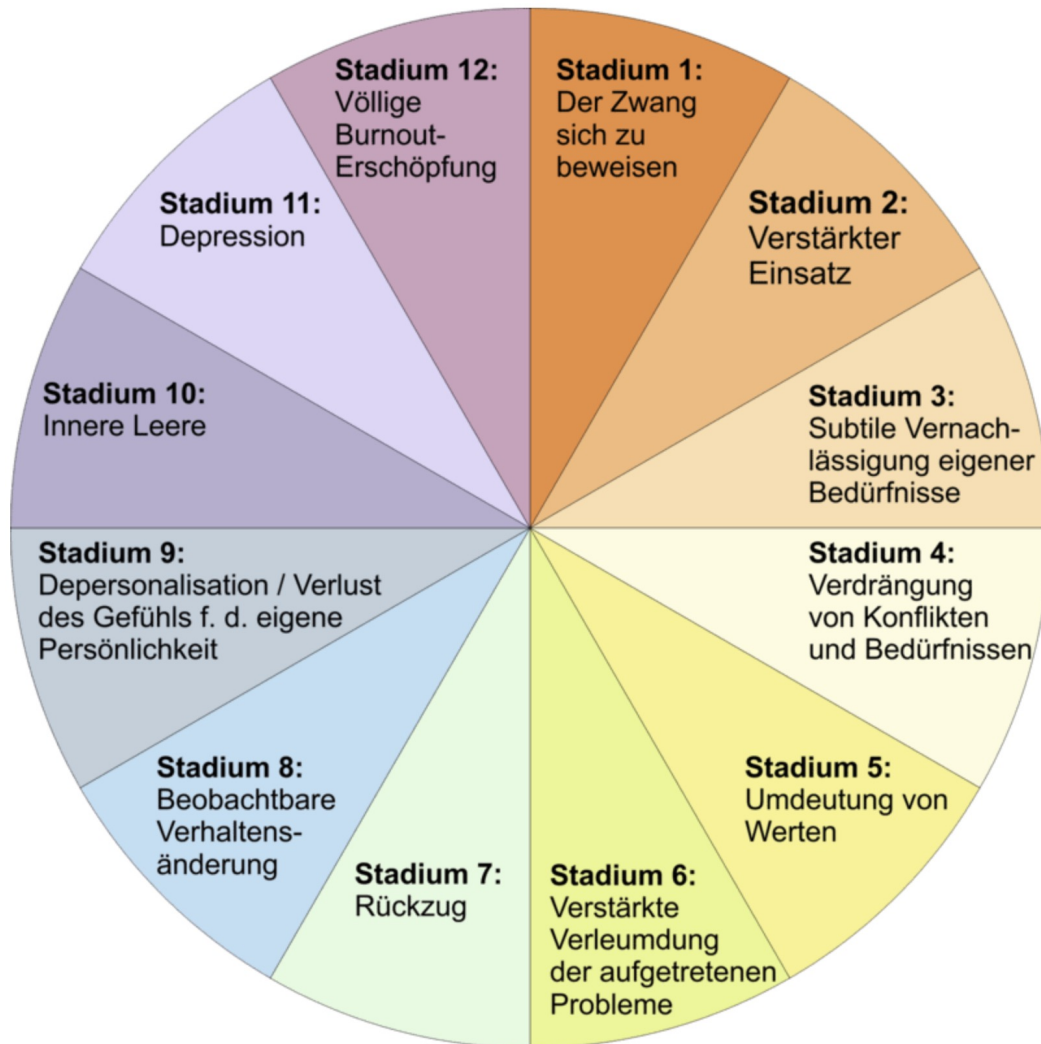 Stadium 1:
Der Zwang
sich zu
beweisen
Stadium 2:
Verstärkter
Einsatz
Stadium 3:
Subtile Vernach-
lässigung eigener
Bedürfnisse
Stadium 4:
Verdrängung
von Konflikten
und Bedürfnissen
Stadium 5:
Umdeutung von
Werten
Stadium 6:
Verstärkte
Verleumdung
der aufgetretenen
Probleme
Stadium 7:
Rückzug
Stadium 8:
Beobachtbare
Verhaltens-
änderung
Stadium 9:
Depersonalisation / Verlust
des Gefühls f. d. eigene
Persönlichkeit
Stadium 10:
Innere Leere
Stadium 11:
Depression
Stadium 12:
Völlige
Burnout-
Erschöpfung